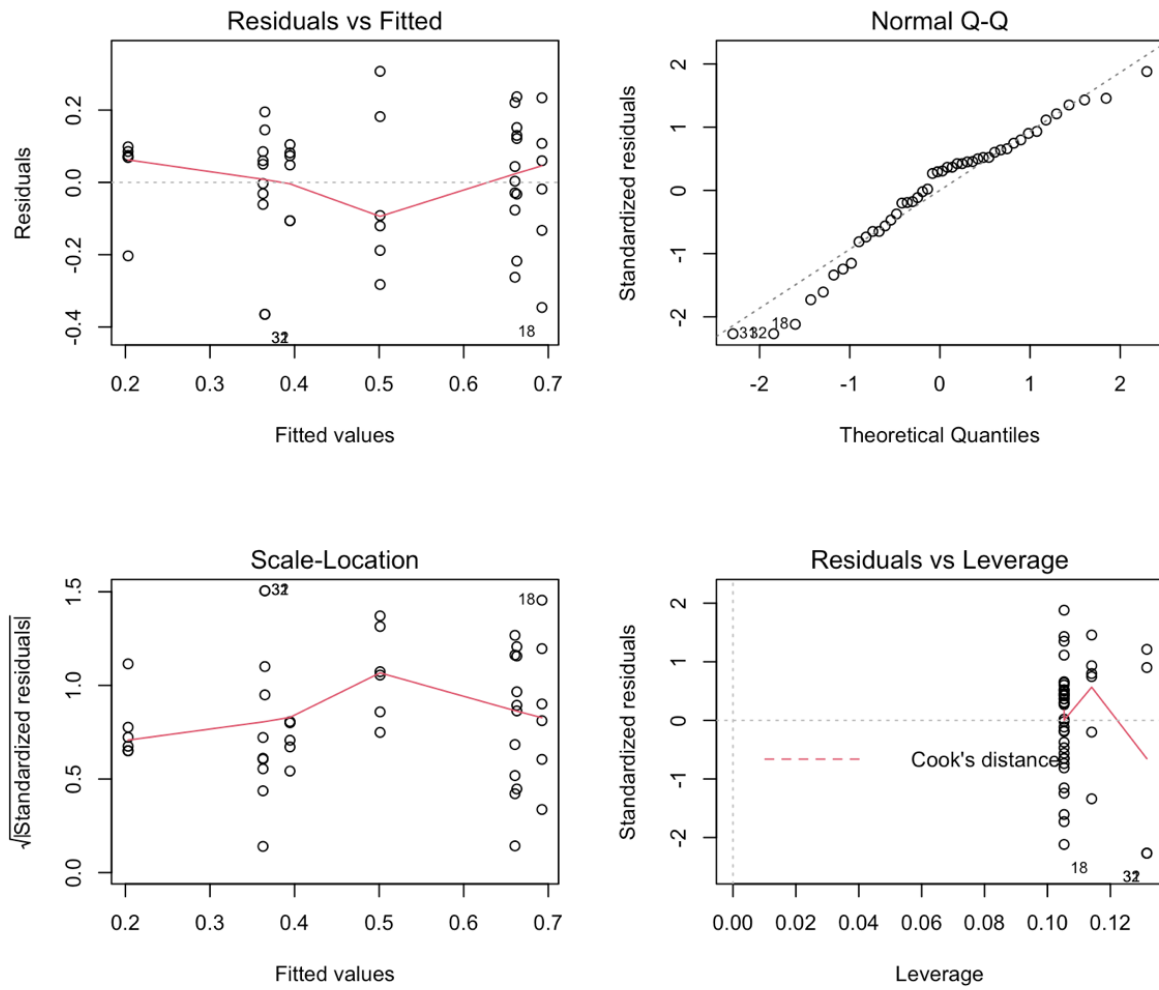 Residuals vs Fitted
Residuals
0.2
0.0
-0.2
-0.4
32
18
0.2 0.3 0.4 0.5 0.6 0.7
Fitted values
Normal Q-Q
Standardized residuals
2
1
0
-1
-2
18
-2 -1 0 1 2
Theoretical Quantiles
Scale-Location
√|Standardized residuals|
1.5
1.0
0.5
0.0
18
0.2 0.3 0.4 0.5 0.6 0.7
Fitted values
Residuals vs Leverage
Standardized residuals
2
1
0
-1
-2
Cook's distance
18
0.00 0.02 0.04 0.06 0.08 0.10 0.12
Leverage